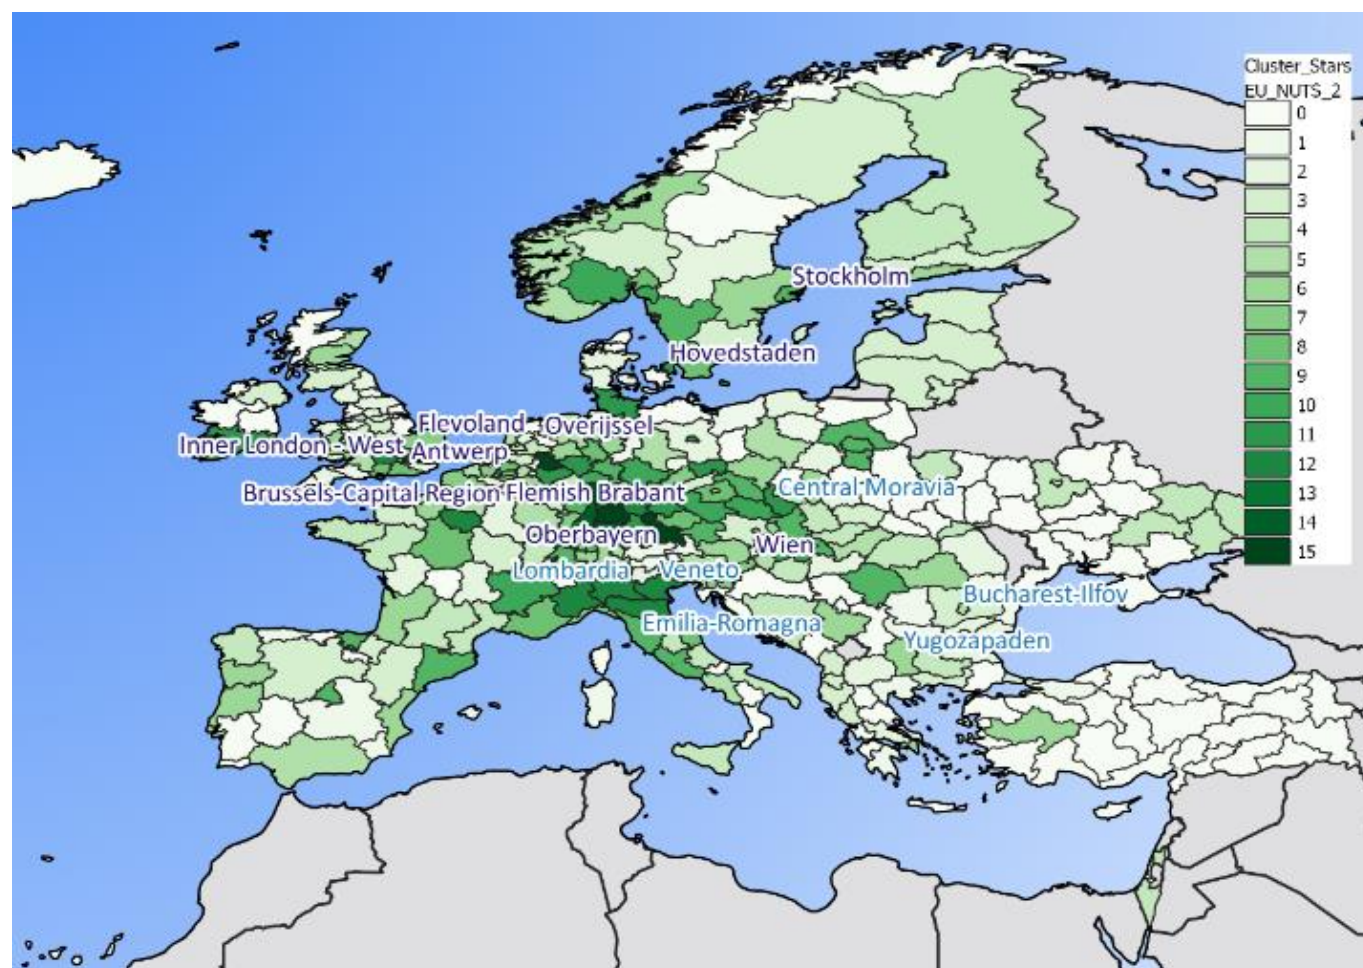 Cluster_Stars
EU_NUTS_2
0
1
2
3
4
5
6
7
8
9
10
11
12
13
14
15
Stockholm
Hovedstaden
Flevoland
Overijssel
Inner London - West
Antwerp
Brussels-Capital Region
Flemish Brabant
Central Moravia
Oberbayern
Wien
Lombardia
Veneto
Bucharest-Ilfov
Emilia-Romagna
Yugozapaden